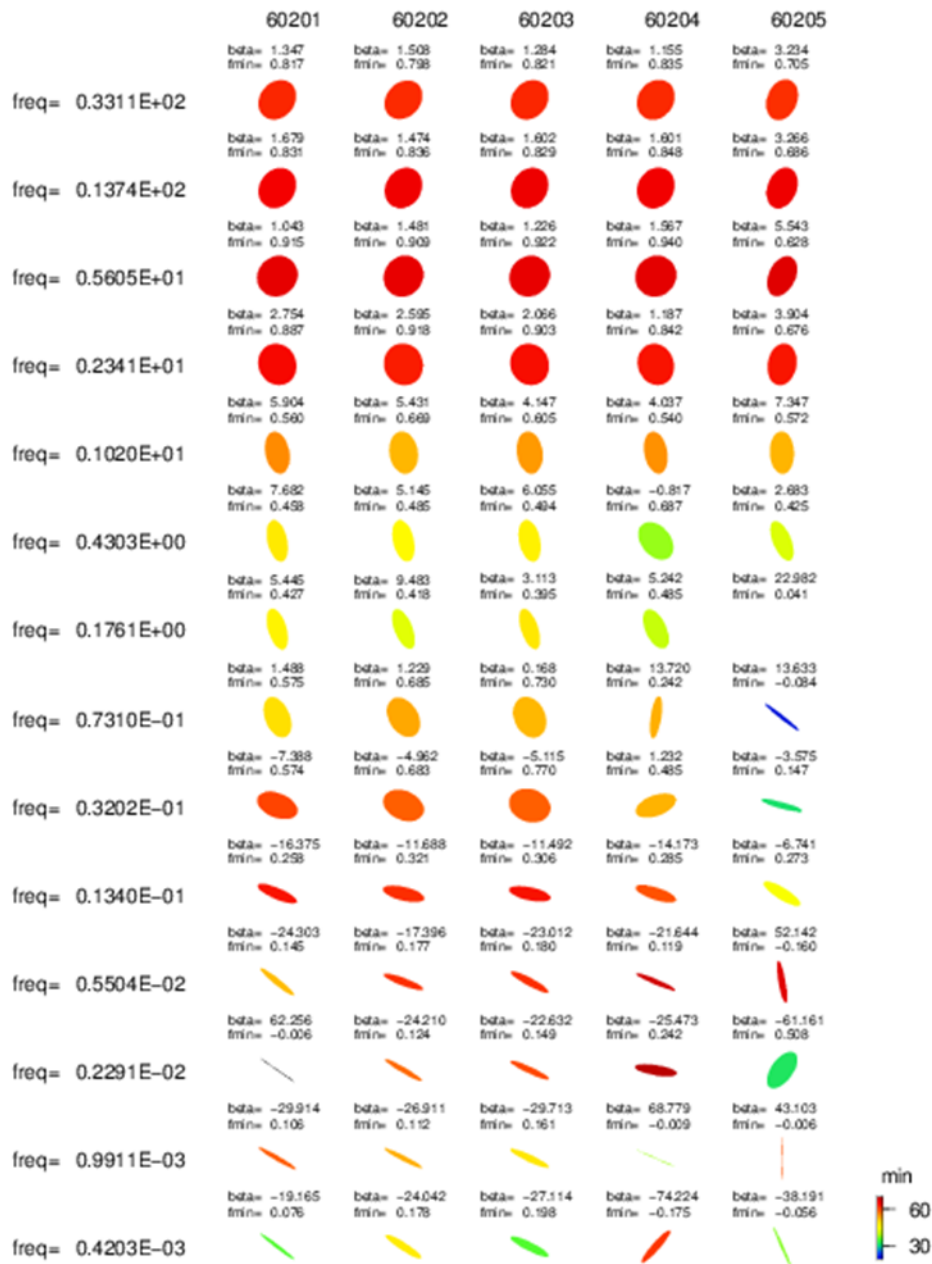 60201 60202 60203 60204 60205
beta= 1.347 beta= 1.508 beta= 1.284 beta= 1.155 beta= 3.234
fmin= 0.817 fmin= 0.798 fmin= 0.821 fmin= 0.835 fmin= 0.705
freq= 0.3311E+02
beta= 1.679 beta= 1.474 beta= 1.602 beta= 1.601 beta= 3.266
fmin= 0.831 fmin= 0.836 fmin= 0.829 fmin= 0.848 fmin= 0.686
freq= 0.1374E+02
beta= 1.043 beta= 1.481 beta= 1.226 beta= 1.567 beta= 5.543
fmin= 0.915 fmin= 0.909 fmin= 0.922 fmin= 0.940 fmin= 0.628
freq= 0.5605E+01
beta= 2.754 beta= 2.595 beta= 2.066 beta= 1.187 beta= 3.904
fmin= 0.887 fmin= 0.918 fmin= 0.903 fmin= 0.842 fmin= 0.676
freq= 0.2341E+01
beta= 5.904 beta= 5.431 beta= 4.147 beta= 4.037 beta= 7.347
fmin= 0.560 fmin= 0.669 fmin= 0.605 fmin= 0.540 fmin= 0.572
freq= 0.1020E+01
beta= 7.682 beta= 5.145 beta= 6.055 beta= −0.817 beta= 2.683
fmin= 0.458 fmin= 0.485 fmin= 0.494 fmin= 0.687 fmin= 0.425
freq= 0.4303E+00
beta= 5.445 beta= 9.483 beta= 3.113 beta= 5.242 beta= 22.982
fmin= 0.427 fmin= 0.418 fmin= 0.395 fmin= 0.485 fmin= 0.041
freq= 0.1761E+00
beta= 1.488 beta= 1.229 beta= 0.168 beta= 13.720 beta= 13.633
fmin= 0.575 fmin= 0.685 fmin= 0.730 fmin= 0.242 fmin= −0.084
freq= 0.7310E−01
beta= −7.388 beta= −4.962 beta= −5.115 beta= 1.232 beta= −3.575
fmin= 0.574 fmin= 0.683 fmin= 0.770 fmin= 0.485 fmin= 0.147
freq= 0.3202E−01
beta= −16.375 beta= −11.688 beta= −11.492 beta= −14.173 beta= −6.741
fmin= 0.258 fmin= 0.321 fmin= 0.306 fmin= 0.285 fmin= 0.273
freq= 0.1340E−01
beta= −24.303 beta= −17.396 beta= −23.012 beta= −21.644 beta= 52.142
fmin= 0.145 fmin= 0.177 fmin= 0.180 fmin= 0.119 fmin= −0.160
freq= 0.5504E−02
beta= 62.256 beta= −24.210 beta= −22.632 beta= −25.473 beta= −61.161
fmin= −0.006 fmin= 0.124 fmin= 0.149 fmin= 0.242 fmin= 0.508
freq= 0.2291E−02
beta= −29.914 beta= −26.911 beta= −29.713 beta= 68.779 beta= 43.103
fmin= 0.106 fmin= 0.112 fmin= 0.161 fmin= −0.009 fmin= −0.006
freq= 0.9911E−03
beta= −19.165 beta= −24.042 beta= −27.114 beta= −74.224 beta= −38.191
fmin= 0.076 fmin= 0.178 fmin= 0.198 fmin= −0.175 fmin= −0.056
freq= 0.4203E−03
min
60
30